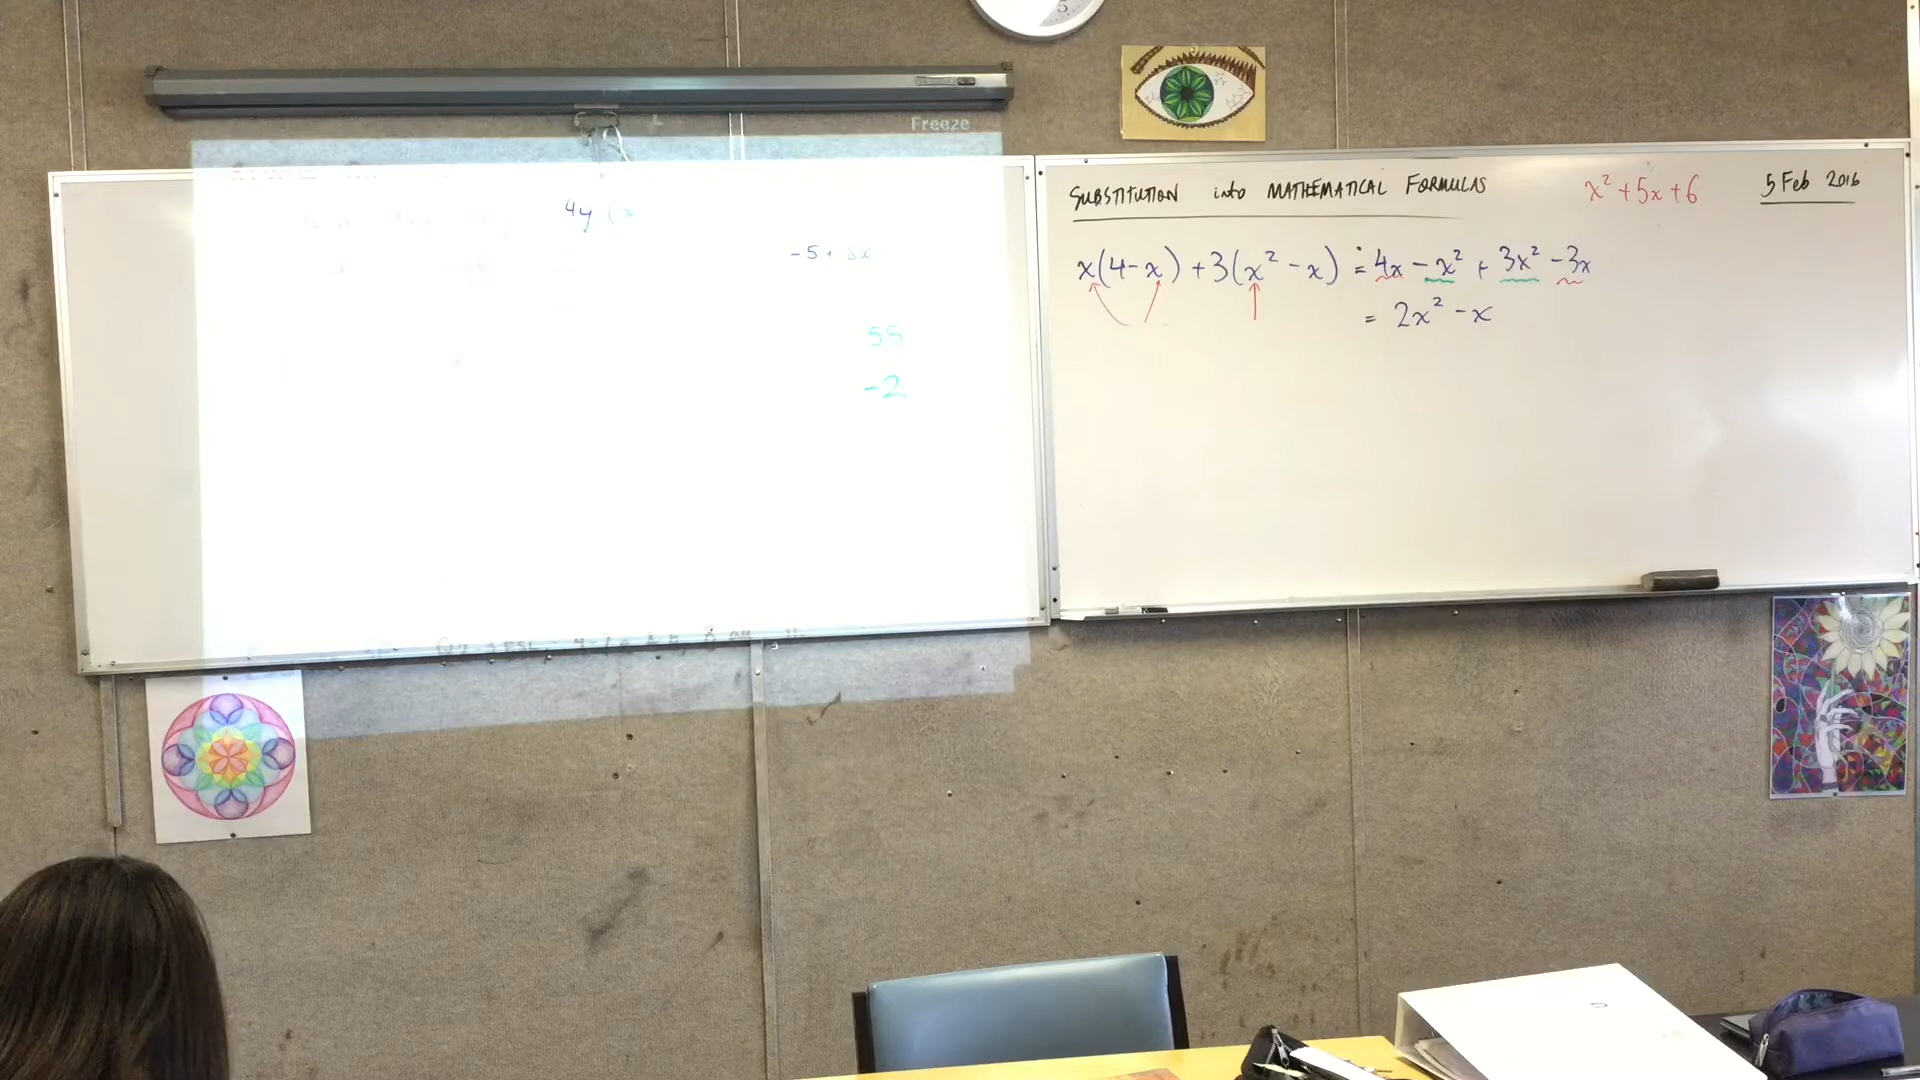 5
Freeze
4y (x
-5 +
55
-2
SUBSTITUTION into MATHEMATICAL FORMULAS
x² + 5x + 6
5 Feb 2016
x(4-x) + 3(x² - x) = 4x - x² + 3x² - 3x
= 2x² - x